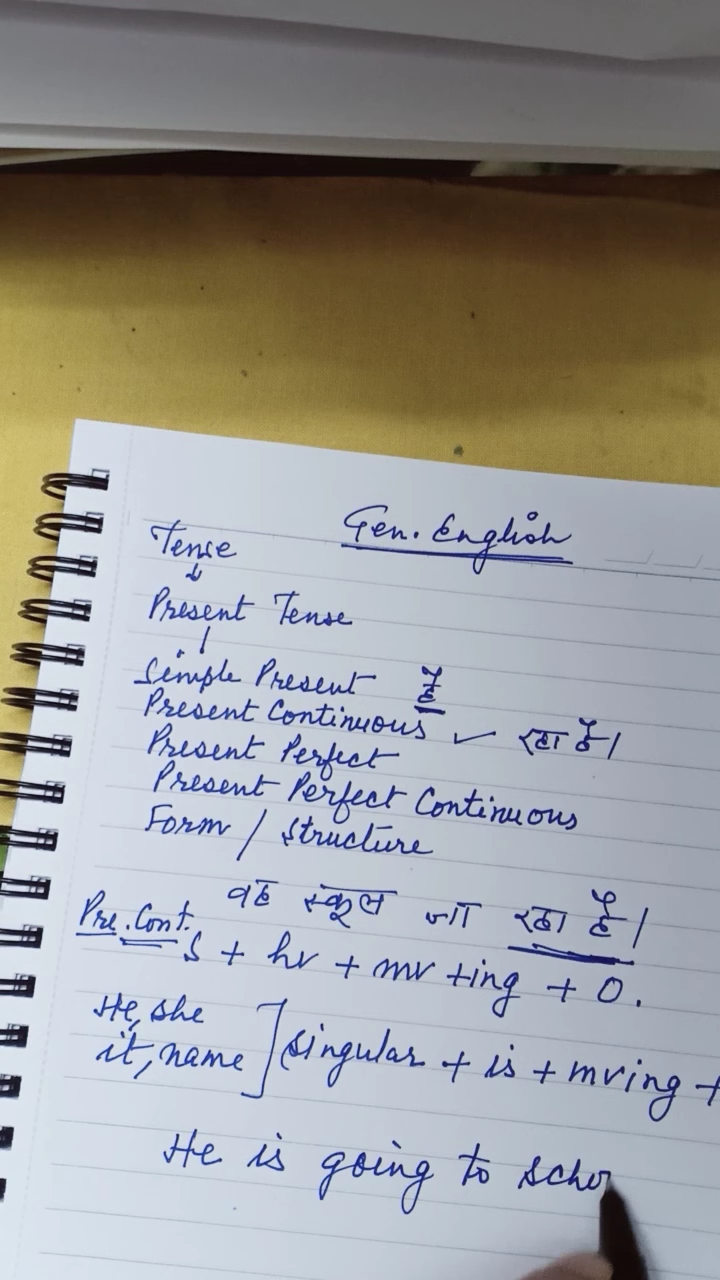 Gen. English
Tense
Present Tense
Simple Present है
Present Continuous ✓ रहा है।
Present Perfect
Present Perfect Continuous
Form / Structure
वह स्कूल जा रहा है।
Pre. Cont.
S + hv + mv +ing + O.
He, she
it, name ] singular + is + mving +
He is going to scho